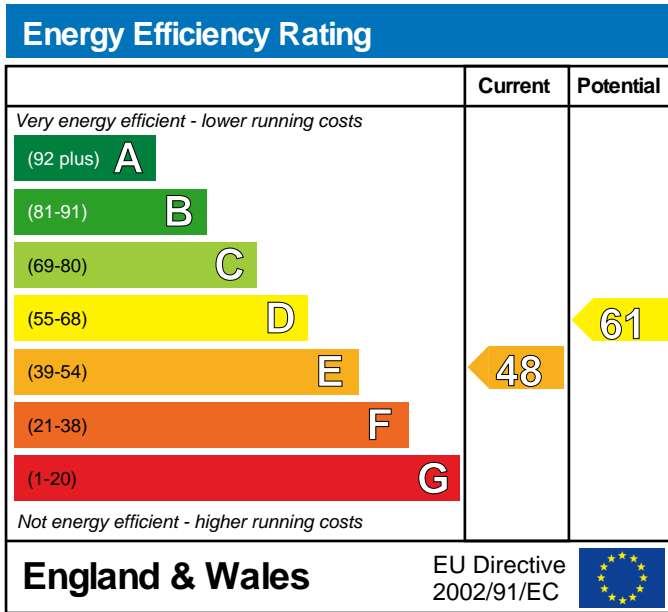 Energy Efficiency Rating
Current Potential
Very energy efficient - lower running costs
(92 plus) A
(81-91) B
(69-80) C
(55-68) D
61
(39-54) E
48
(21-38) F
(1-20) G
Not energy efficient - higher running costs
England & Wales
EU Directive
2002/91/EC